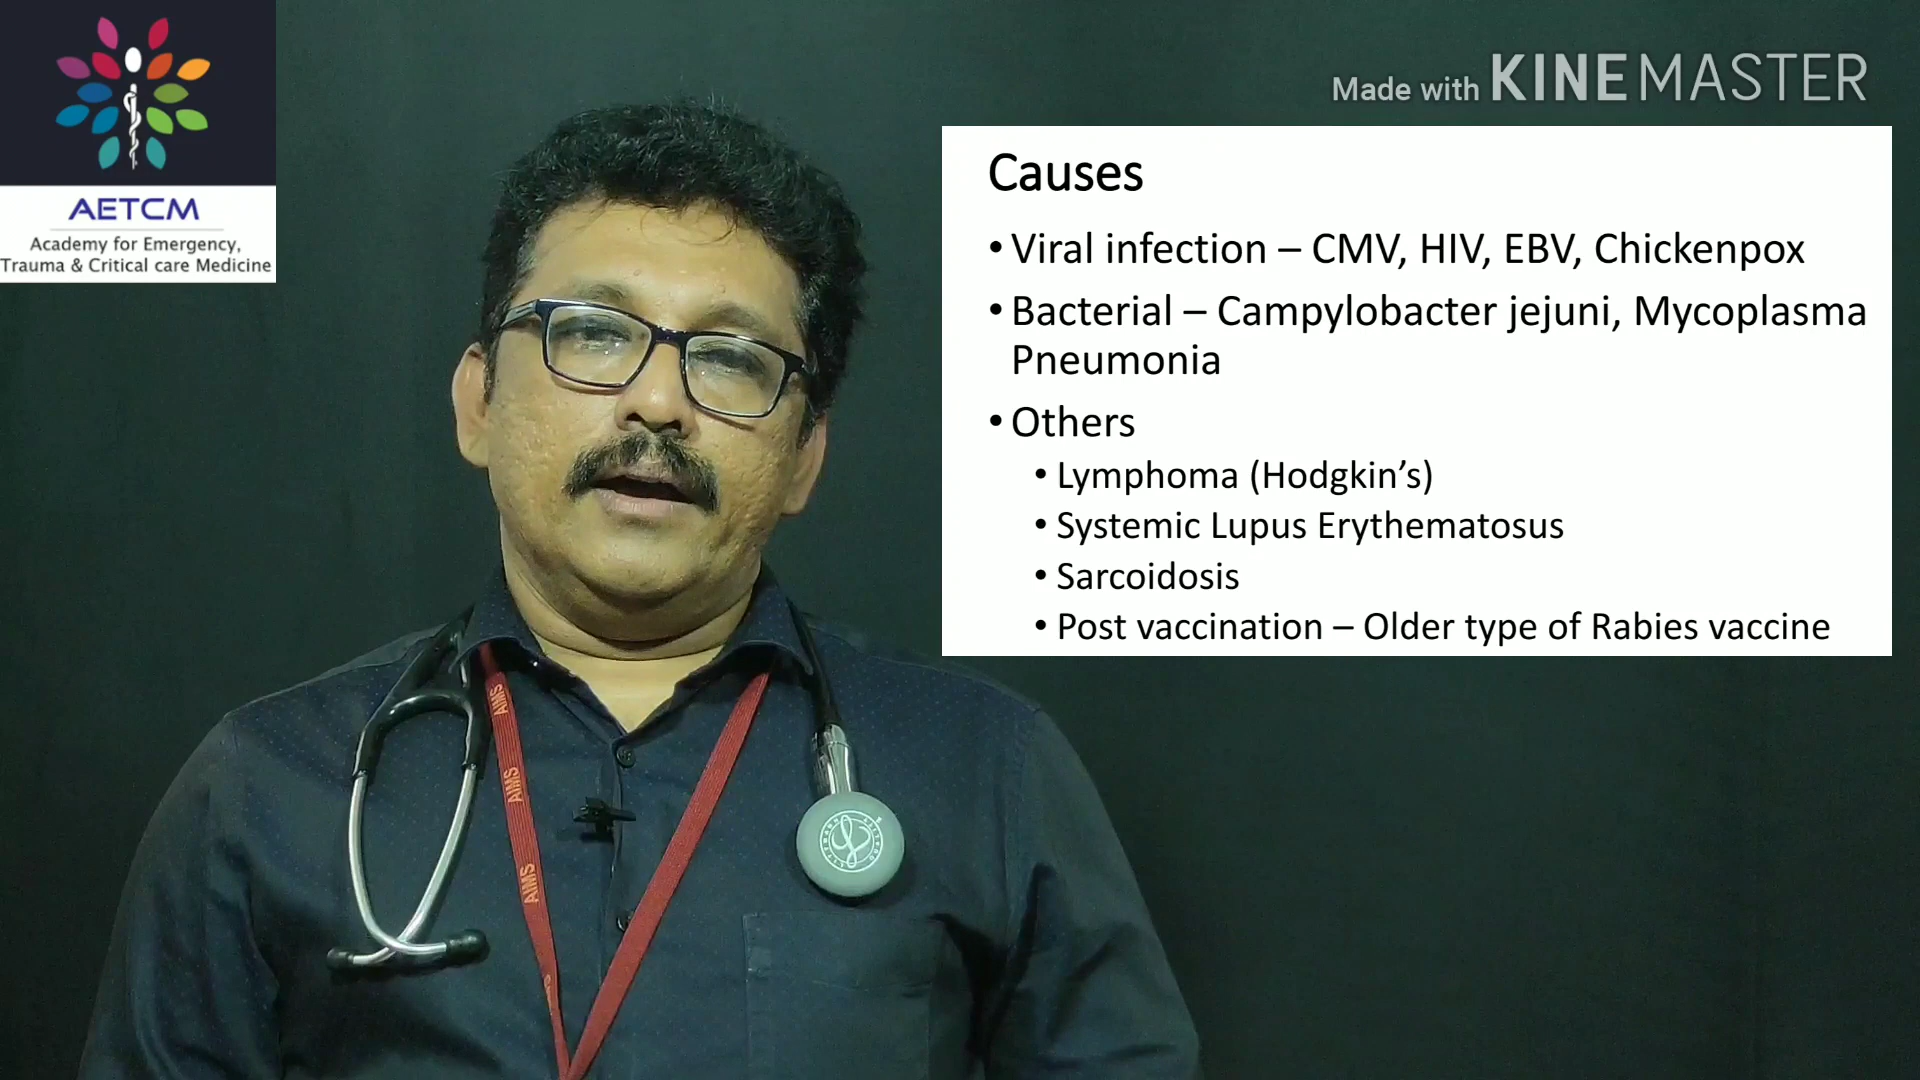 AETCM
Academy for Emergency,
Trauma & Critical care Medicine
Made with KINEMASTER
Causes
• Viral infection – CMV, HIV, EBV, Chickenpox
• Bacterial – Campylobacter jejuni, Mycoplasma
Pneumonia
• Others
• Lymphoma (Hodgkin’s)
• Systemic Lupus Erythematosus
• Sarcoidosis
• Post vaccination – Older type of Rabies vaccine
AIMS
AIMS
AIMS